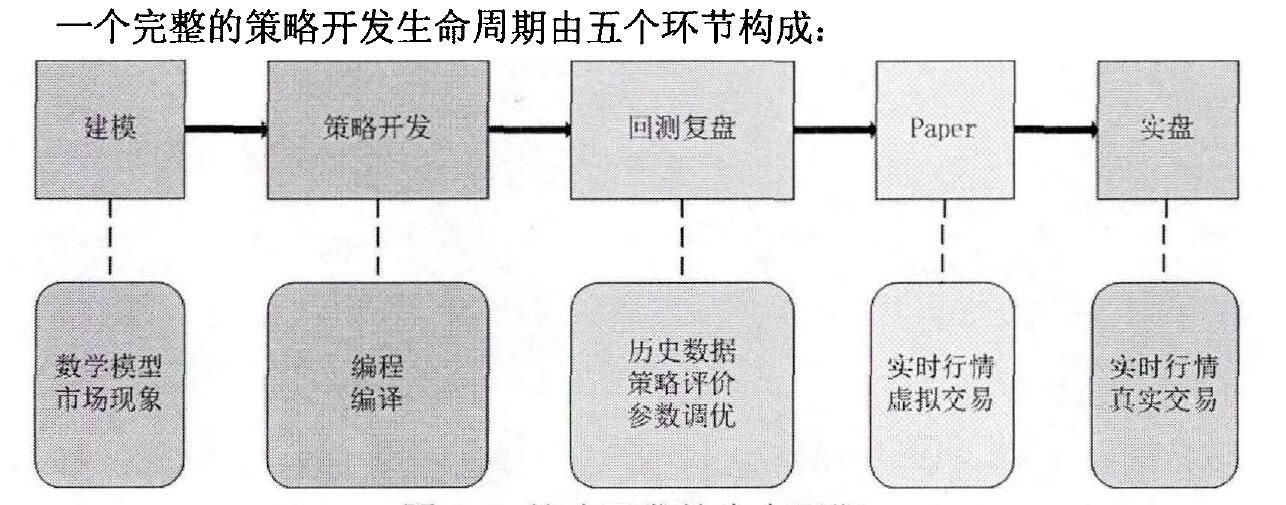 一个完整的策略开发生命周期由五个环节构成：
建模
策略开发
回测复盘
Paper
实盘
数学模型
市场现象
编程
编译
历史数据
策略评价
参数调优
实时行情
虚拟交易
实时行情
真实交易